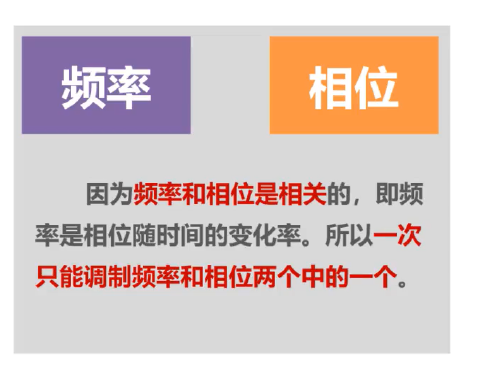 频率
相位
因为频率和相位是相关的，即频
率是相位随时间的变化率。所以一次
只能调制频率和相位两个中的一个。